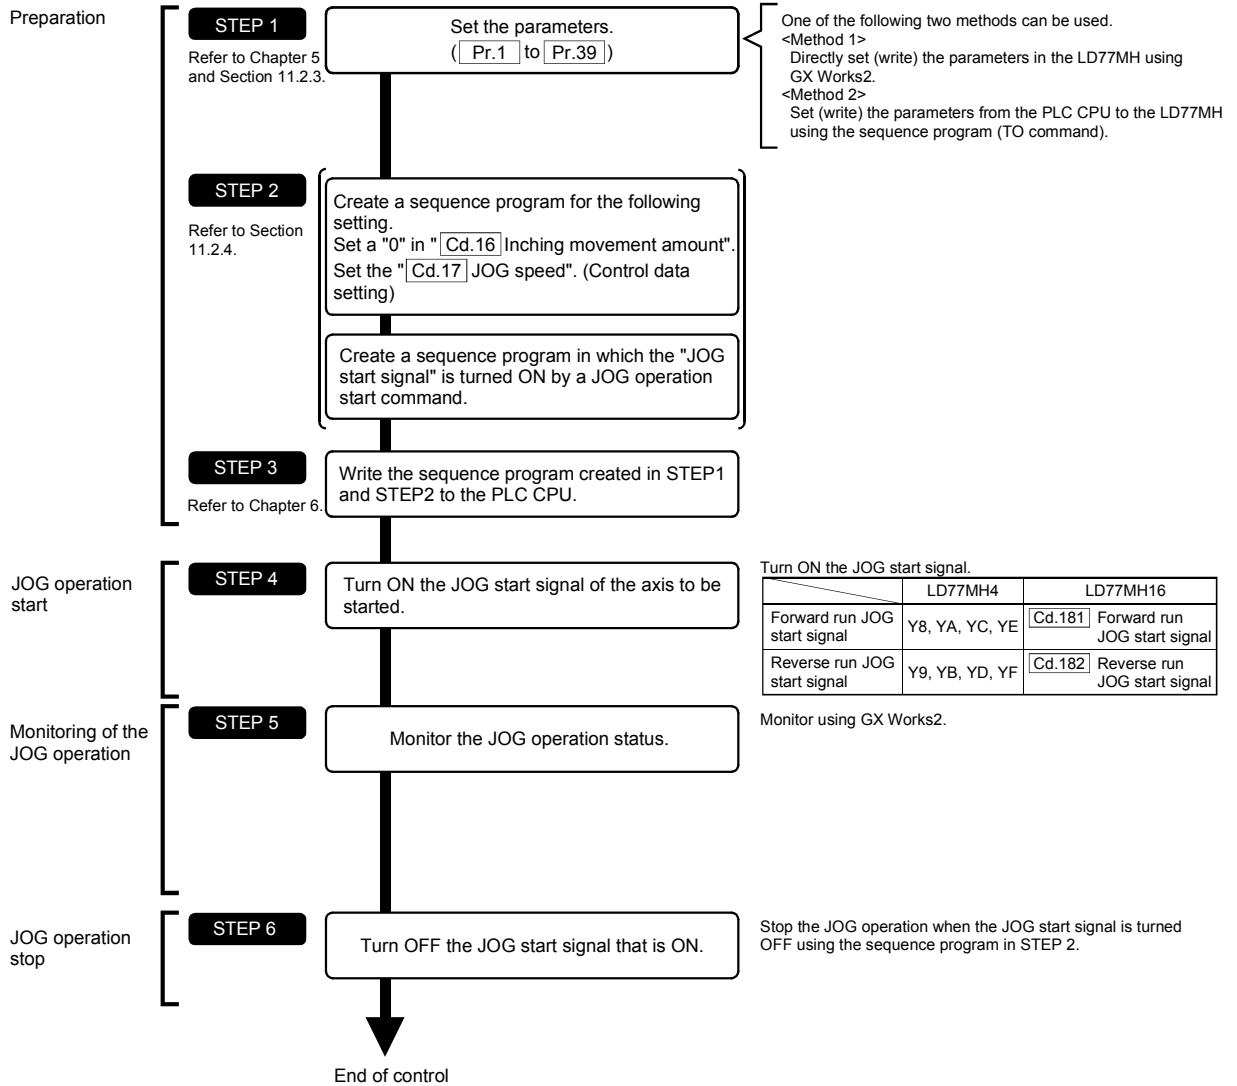 Preparation
STEP 1
Refer to Chapter 5
and Section 11.2.3.
Set the parameters.
( Pr.1 to Pr.39 )
One of the following two methods can be used.
<Method 1>
Directly set (write) the parameters in the LD77MH using
GX Works2.
<Method 2>
Set (write) the parameters from the PLC CPU to the LD77MH
using the sequence program (TO command).
STEP 2
Refer to Section
11.2.4.
Create a sequence program for the following
setting.
Set a "0" in " Cd.16 Inching movement amount".
Set the " Cd.17 JOG speed". (Control data
setting)
Create a sequence program in which the "JOG
start signal" is turned ON by a JOG operation
start command.
STEP 3
Refer to Chapter 6.
Write the sequence program created in STEP1
and STEP2 to the PLC CPU.
JOG operation
start
STEP 4
Turn ON the JOG start signal of the axis to be
started.
Turn ON the JOG start signal.
LD77MH4 LD77MH16
Forward run JOG
start signal
Y8, YA, YC, YE
Cd.181 Forward run
JOG start signal
Reverse run JOG
start signal
Y9, YB, YD, YF
Cd.182 Reverse run
JOG start signal
Monitoring of the
JOG operation
STEP 5
Monitor the JOG operation status.
Monitor using GX Works2.
JOG operation
stop
STEP 6
Turn OFF the JOG start signal that is ON.
Stop the JOG operation when the JOG start signal is turned
OFF using the sequence program in STEP 2.
End of control